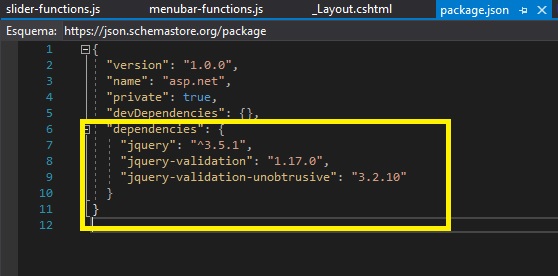 slider-functions.js menubar-functions.js _Layout.cshtml package.json
Esquema: https://json.schemastore.org/package
1 {
2 "version": "1.0.0",
3 "name": "asp.net",
4 "private": true,
5 "devDependencies": {},
6 "dependencies": {
7 "jquery": "^3.5.1",
8 "jquery-validation": "1.17.0",
9 "jquery-validation-unobtrusive": "3.2.10"
10 }
11 }
12